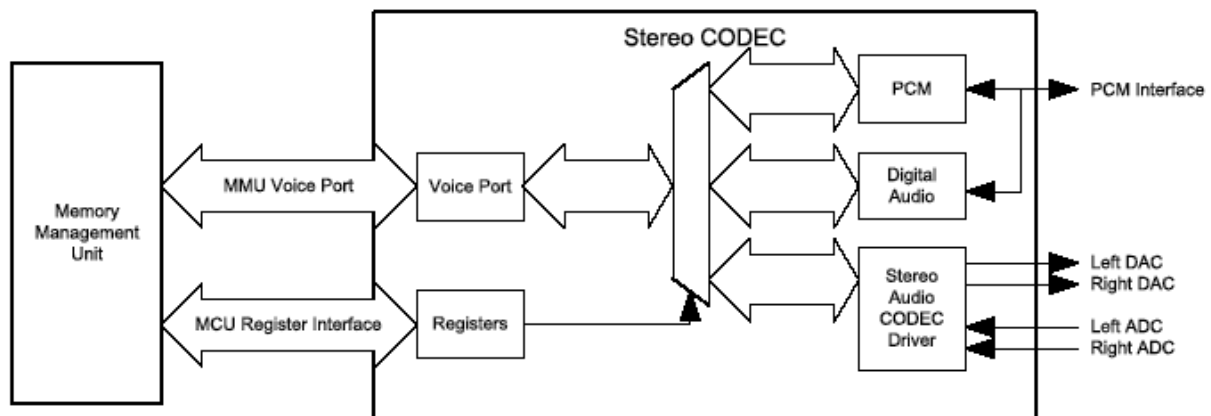 Stereo CODEC
Memory
Management
Unit
MMU Voice Port
Voice Port
MCU Register Interface
Registers
PCM
Digital
Audio
Stereo
Audio
CODEC
Driver
PCM Interface
Left DAC
Right DAC
Left ADC
Right ADC